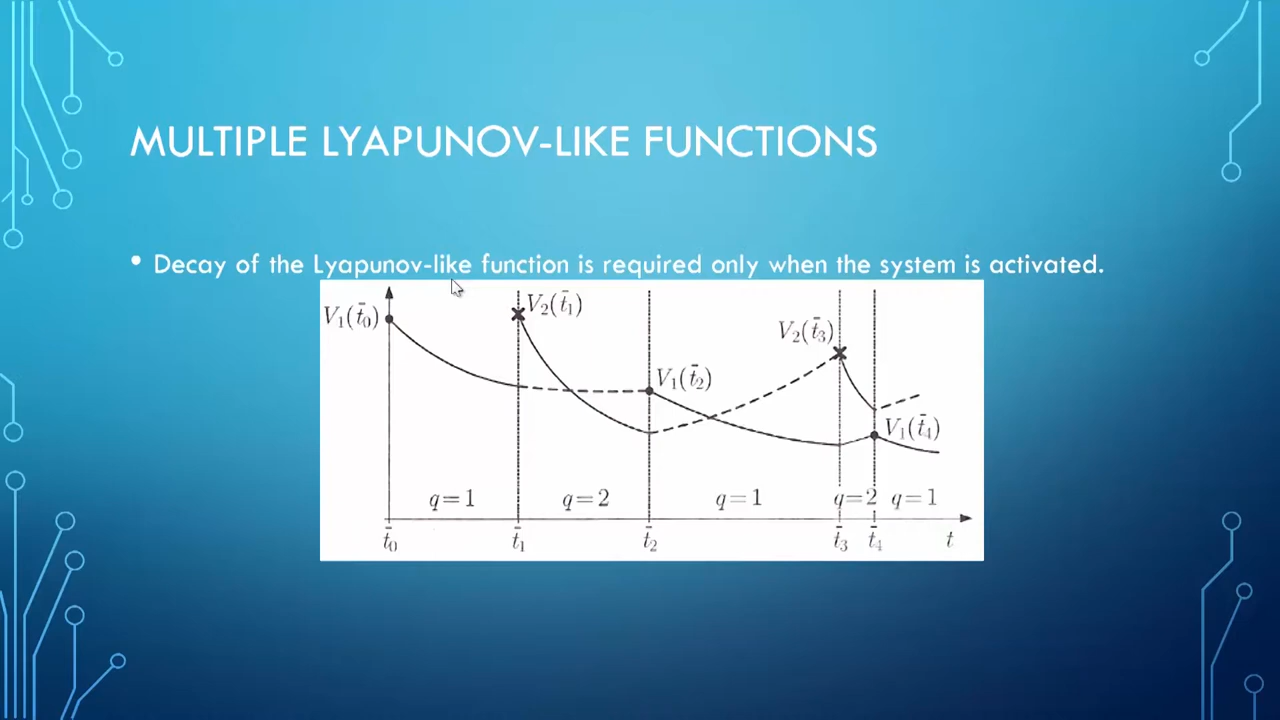 MULTIPLE LYAPUNOV-LIKE FUNCTIONS
• Decay of the Lyapunov-like function is required only when the system is activated.
V₁(t̄₀)
V₂(t̄₁)
V₁(t̄₂)
V₂(t̄₃)
V₁(t̄₄)
q=1 q=2 q=1 q=2 q=1
t̄₀ t̄₁ t̄₂ t̄₃ t̄₄ t